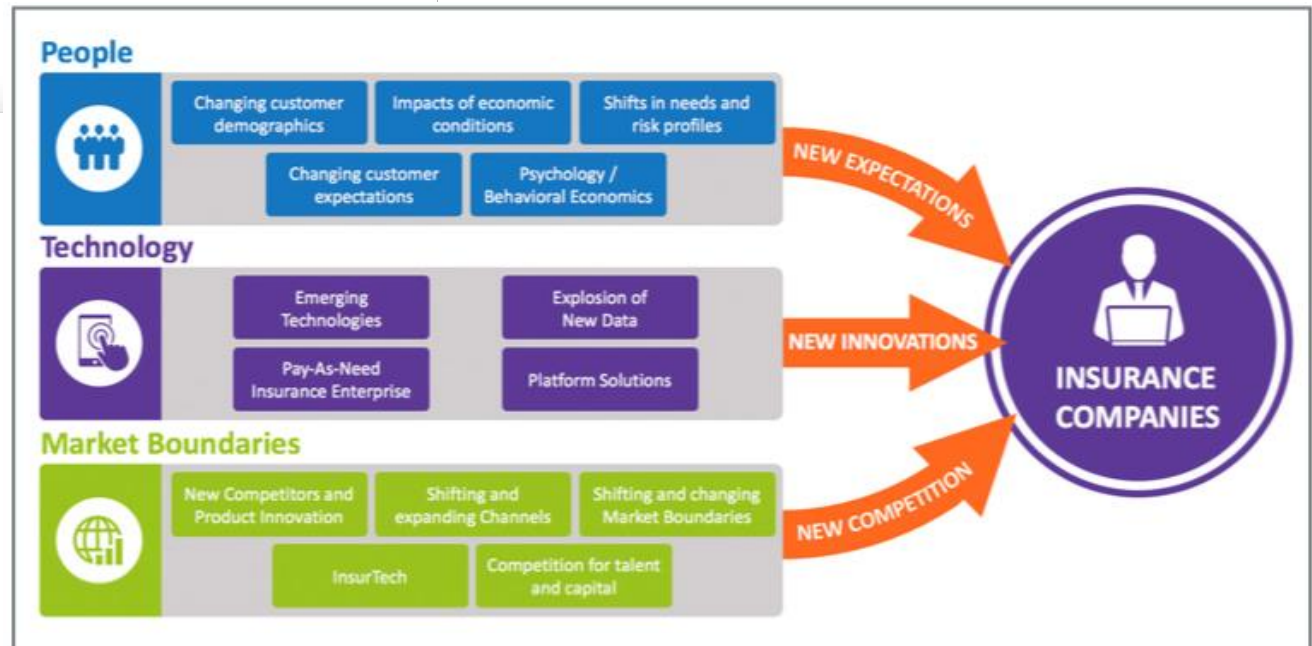 People
Changing customer
demographics
Impacts of economic
conditions
Shifts in needs and
risk profiles
Changing customer
expectations
Psychology /
Behavioral Economics
NEW EXPECTATIONS
Technology
Emerging
Technologies
Explosion of
New Data
Pay-As-Need
Insurance Enterprise
Platform Solutions
NEW INNOVATIONS
INSURANCE
COMPANIES
Market Boundaries
New Competitors and
Product Innovation
Shifting and
expanding Channels
Shifting and changing
Market Boundaries
InsurTech
Competition for talent
and capital
NEW COMPETITION